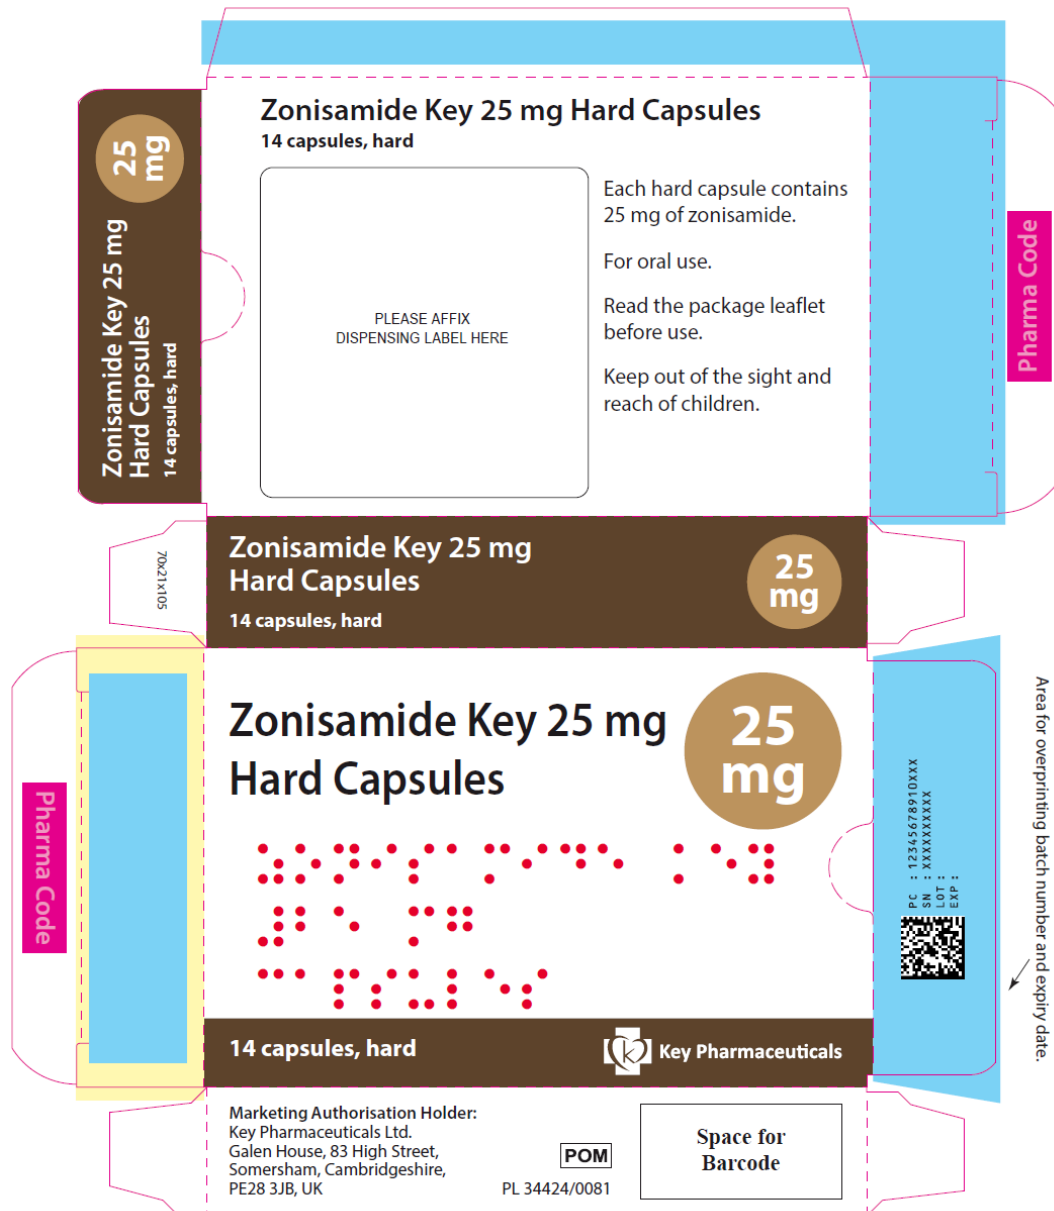 Zonisamide Key 25 mg Hard Capsules
14 capsules, hard
Each hard capsule contains
25 mg of zonisamide.
For oral use.
Read the package leaflet
before use.
Keep out of the sight and
reach of children.
PLEASE AFFIX
DISPENSING LABEL HERE
25
mg
Zonisamide Key 25 mg
Hard Capsules
14 capsules, hard
Pharma Code
Zonisamide Key 25 mg
Hard Capsules
14 capsules, hard
25
mg
70x21x105
Zonisamide Key 25 mg
Hard Capsules
25
mg
Pharma Code
PC : 12345678910XXX
SN : XXXXXXXXXX
LOT :
EXP :
Area for overprinting batch number and expiry date.
14 capsules, hard
k
Key Pharmaceuticals
Marketing Authorisation Holder:
Key Pharmaceuticals Ltd.
Galen House, 83 High Street,
Somersham, Cambridgeshire,
PE28 3JB, UK
POM
PL 34424/0081
Space for
Barcode